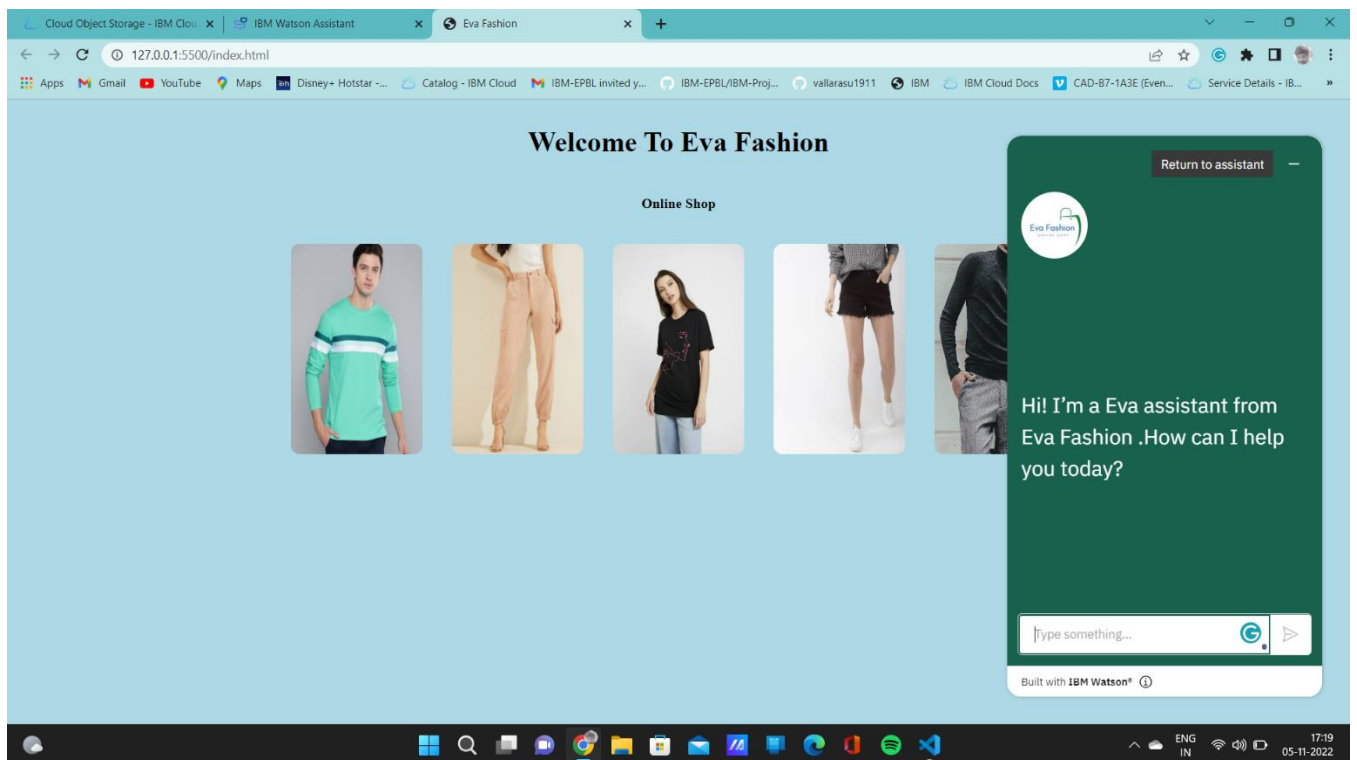 Cloud Object Storage - IBM Clou
IBM Watson Assistant
Eva Fashion
127.0.0.1:5500/index.html
Apps
Gmail
YouTube
Maps
Disney+ Hotstar -...
Catalog - IBM Cloud
IBM-EPBL invited y...
IBM-EPBL/IBM-Proj...
vallarasu1911
IBM
IBM Cloud Docs
CAD-B7-1A3E (Even...
Service Details - IB...
»
Welcome To Eva Fashion
Online Shop
Return to assistant
Eva Fashion
ONLINE SHOP
Hi! I’m a Eva assistant from
Eva Fashion .How can I help
you today?
Type something...
Built with IBM Watson®
ENG
IN
17:19
05-11-2022